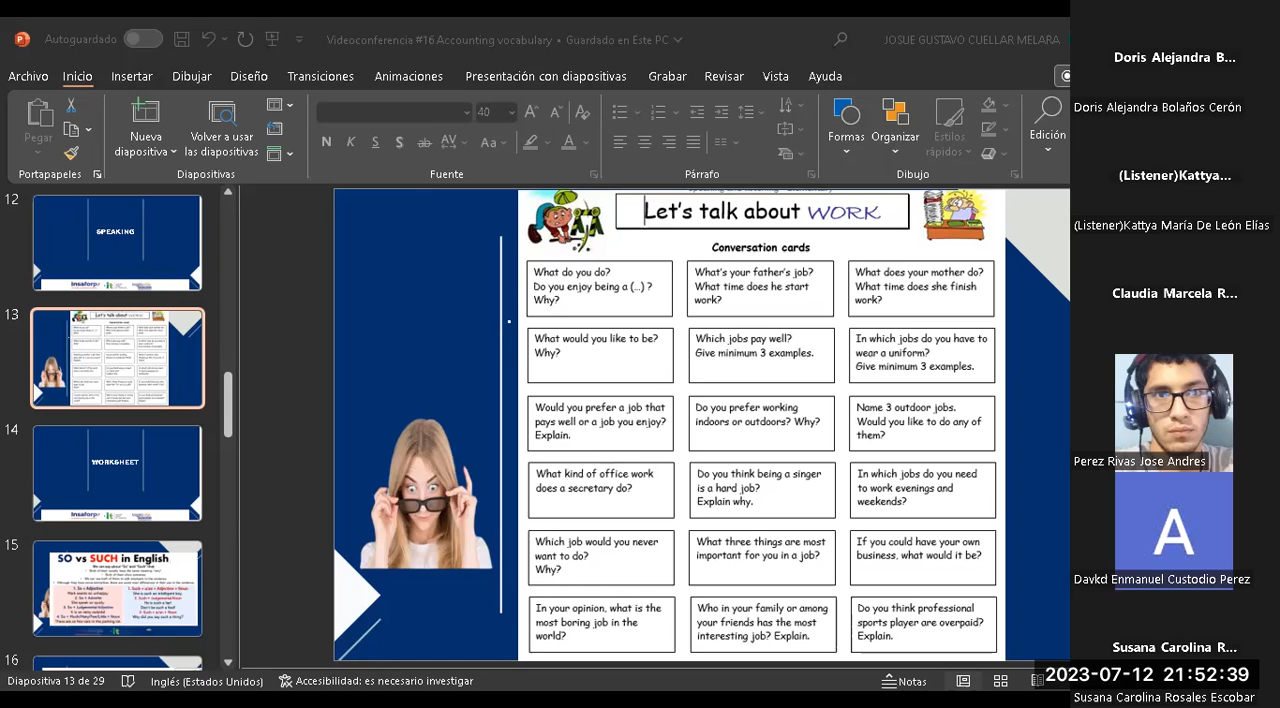 Autoguardado
Videoconferencia #16 Accounting vocabulary • Guardado en Este PC
JOSUE GUSTAVO CUELLAR MELARA
Archivo Inicio Insertar Dibujar Diseño Transiciones Animaciones Presentación con diapositivas Grabar Revisar Vista Ayuda
Pegar
Nueva diapositiva
Volver a usar las diapositivas
40
N K S S ab AV Aa A
Formas
Organizar
Estilos rápidos
Edición
Portapapeles
Diapositivas
Fuente
Párrafo
Dibujo
12
SPEAKING
Insaforp
13
Let's talk about WORK
14
WORKSHEET
Insaforp
15
SO vs SUCH in English
16
Let's talk about WORK
Conversation cards
What do you do?
Do you enjoy being a (...) ?
Why?
What's your father's job?
What time does he start
work?
What does your mother do?
What time does she finish
work?
What would you like to be?
Why?
Which jobs pay well?
Give minimum 3 examples.
In which jobs do you have to
wear a uniform?
Give minimum 3 examples.
Would you prefer a job that
pays well or a job you enjoy?
Explain.
Do you prefer working
indoors or outdoors? Why?
Name 3 outdoor jobs.
Would you like to do any of
them?
What kind of office work
does a secretary do?
Do you think being a singer
is a hard job?
Explain why.
In which jobs do you need
to work evenings and
weekends?
Which job would you never
want to do?
Why?
What three things are most
important for you in a job?
If you could have your own
business, what would it be?
In your opinion, what is the
most boring job in the
world?
Who in your family or among
your friends has the most
interesting job? Explain.
Do you think professional
sports player are overpaid?
Explain.
Diapositiva 13 de 29
Inglés (Estados Unidos)
Accesibilidad: es necesario investigar
Notas
Doris Alejandra B...
Doris Alejandra Bolaños Cerón
(Listener)Kattya...
(Listener)Kattya María De León Elías
Claudia Marcela R...
Perez Rivas Jose Andres
A
Davkd Enmanuel Custodio Perez
Susana Carolina R...
2023-07-12 21:52:39
Susana Carolina Rosales Escobar